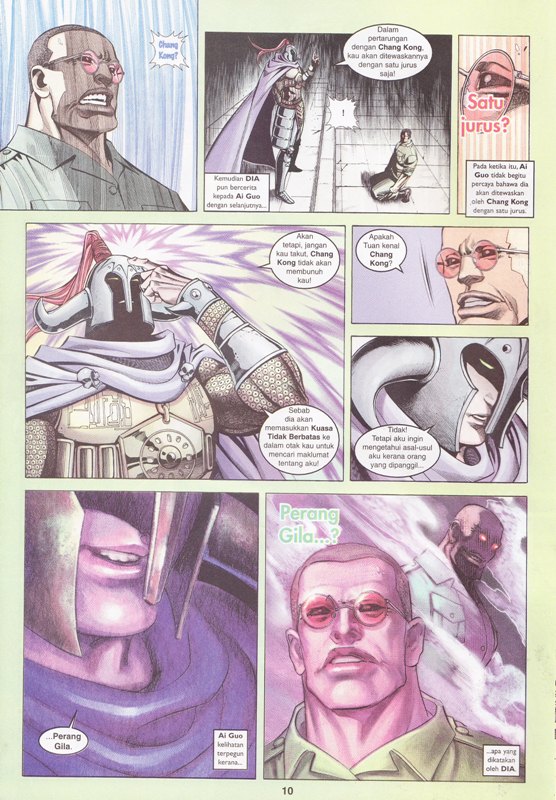 Chang
Kong?
Dalam
pertarungan
dengan Chang Kong,
kau akan ditewaskannya
dengan satu jurus
saja!
!
Kemudian DIA
pun bercerita
kepada Ai Guo
dengan selanjutnya...
Satu
jurus?
Pada ketika itu, Ai
Guo tidak begitu
percaya bahawa dia
akan ditewaskan
oleh Chang Kong
dengan satu jurus.
Akan
tetapi, jangan
kau takut, Chang
Kong tidak akan
membunuh
kau!
Sebab
dia akan
memasukkan Kuasa
Tidak Berbatas ke
dalam otak kau untuk
mencari maklumat
tentang aku!
Apakah
Tuan kenal
Chang
Kong?
Tidak!
Tetapi aku ingin
mengetahui asal-usul
aku kerana orang
yang dipanggil...
...Perang
Gila.
Ai Guo
kelihatan
terpegun
kerana...
Perang
Gila...?
...apa yang
dikatakan
oleh DIA.
10